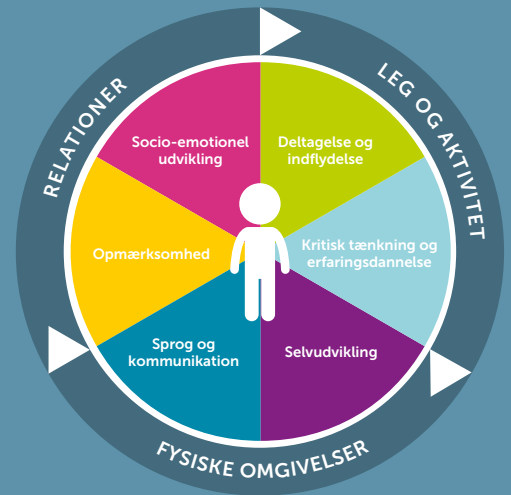 RELATIONER
LEG OG AKTIVITET
Socio-emotionel
udvikling
Deltagelse og
indflydelse
Opmærksomhed
Kritisk tænkning og
erfaringsdannelse
Sprog og
kommunikation
Selvudvikling
FYSISKE OMGIVELSER